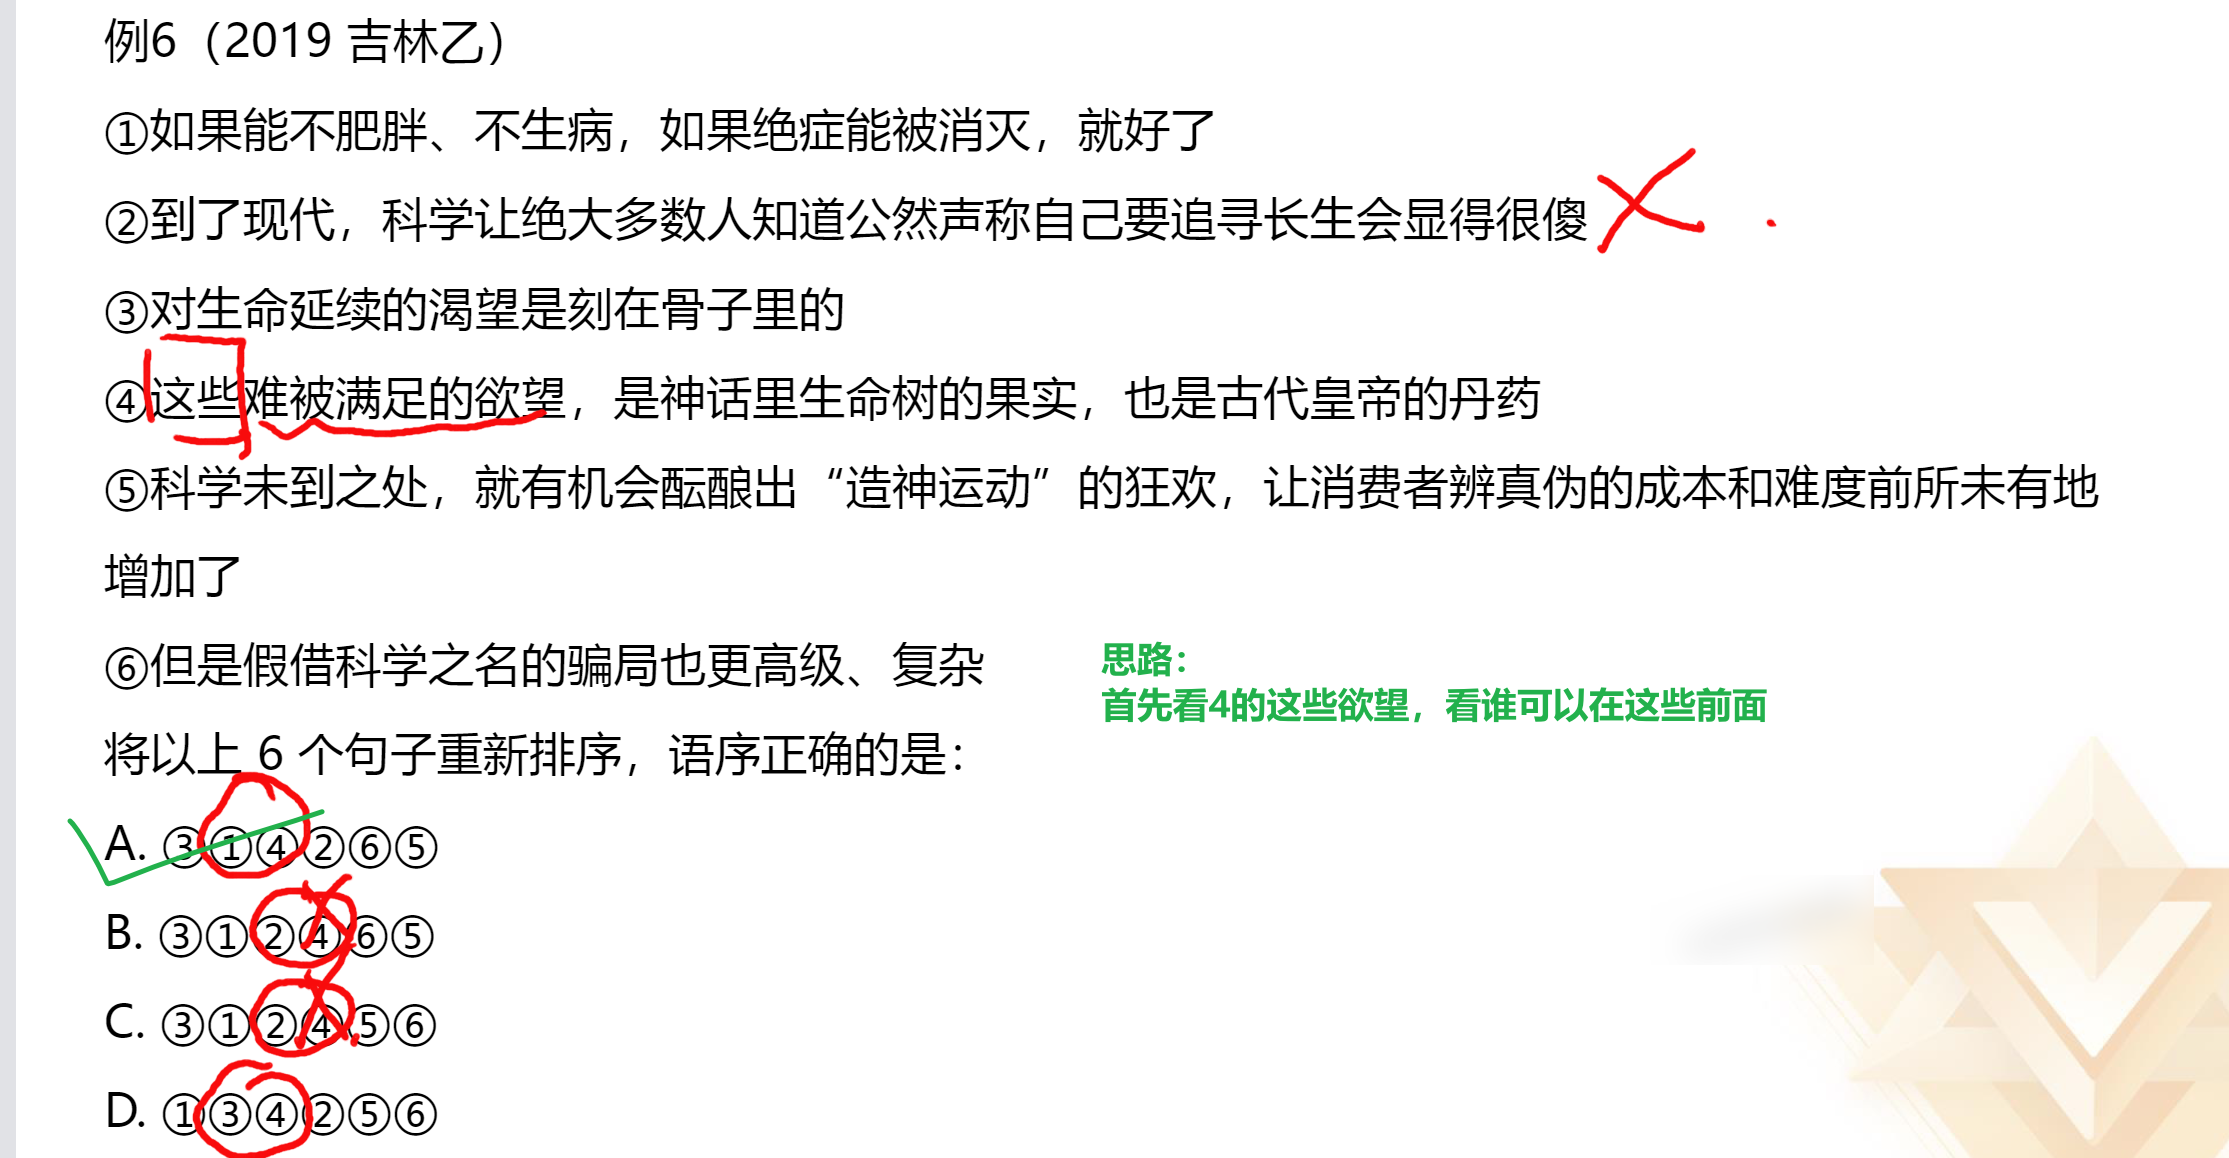 例6（2019 吉林乙）
①如果能不肥胖、不生病，如果绝症能被消灭，就好了
②到了现代，科学让绝大多数人知道公然声称自己要追寻长生会显得很傻
③对生命延续的渴望是刻在骨子里的
④这些难被满足的欲望，是神话里生命树的果实，也是古代皇帝的丹药
⑤科学未到之处，就有机会酝酿出“造神运动”的狂欢，让消费者辨真伪的成本和难度前所未有地
增加了
⑥但是假借科学之名的骗局也更高级、复杂
思路：
首先看4的这些欲望，看谁可以在这些前面
将以上 6 个句子重新排序，语序正确的是：
A. ③①④②⑥⑤
B. ③①②④⑥⑤
C. ③①②④⑤⑥
D. ①③④②⑤⑥